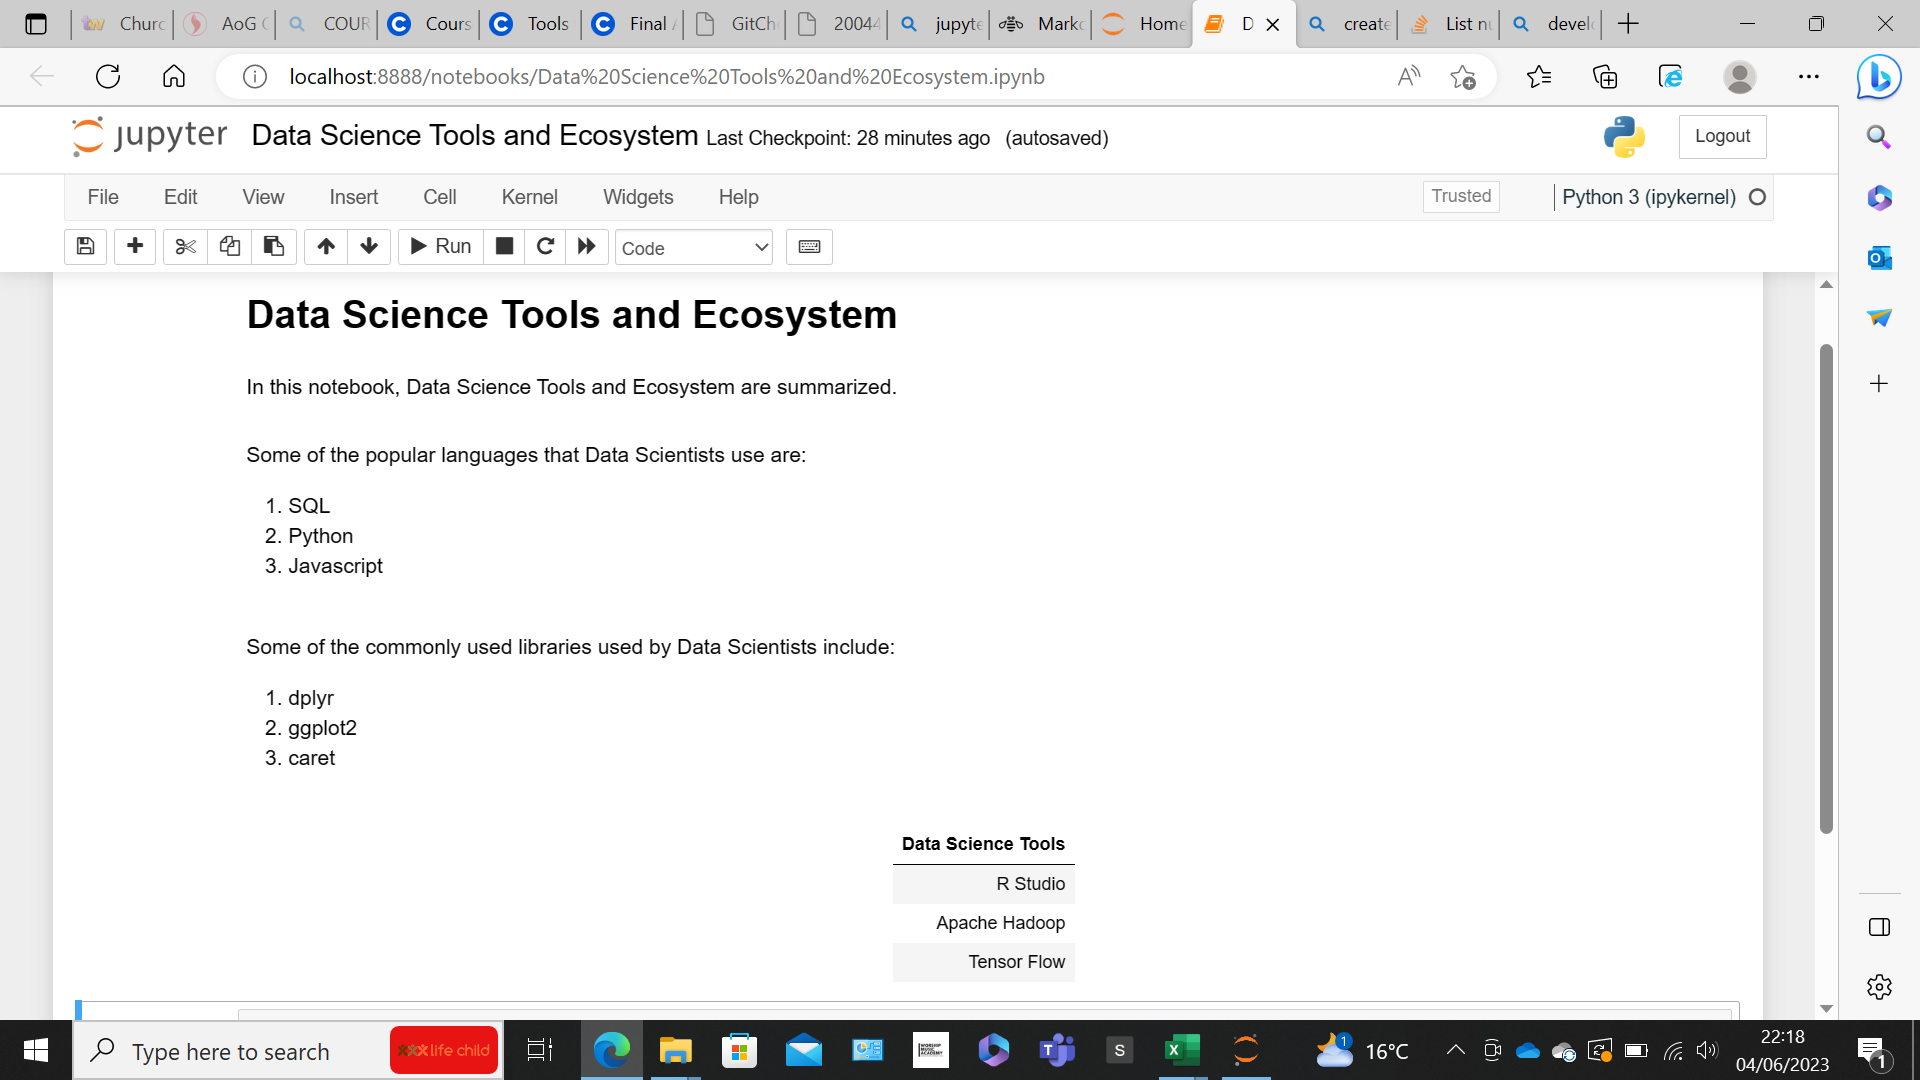 Churc
AoG C
COUR
Cours
Tools
Final
GitCh
20044
jupyte
Markc
Home
D
create
List nu
devel
localhost:8888/notebooks/Data%20Science%20Tools%20and%20Ecosystem.ipynb
jupyter Data Science Tools and Ecosystem Last Checkpoint: 28 minutes ago (autosaved)
Logout
File Edit View Insert Cell Kernel Widgets Help
Trusted
Python 3 (ipykernel)
Run
Code
Data Science Tools and Ecosystem
In this notebook, Data Science Tools and Ecosystem are summarized.
Some of the popular languages that Data Scientists use are:
1. SQL
2. Python
3. Javascript
Some of the commonly used libraries used by Data Scientists include:
1. dplyr
2. ggplot2
3. caret
Data Science Tools
R Studio
Apache Hadoop
Tensor Flow
Type here to search
life child
WORSHIP
MUSIC
ACADEMY
S
1
16°C
22:18
04/06/2023
1